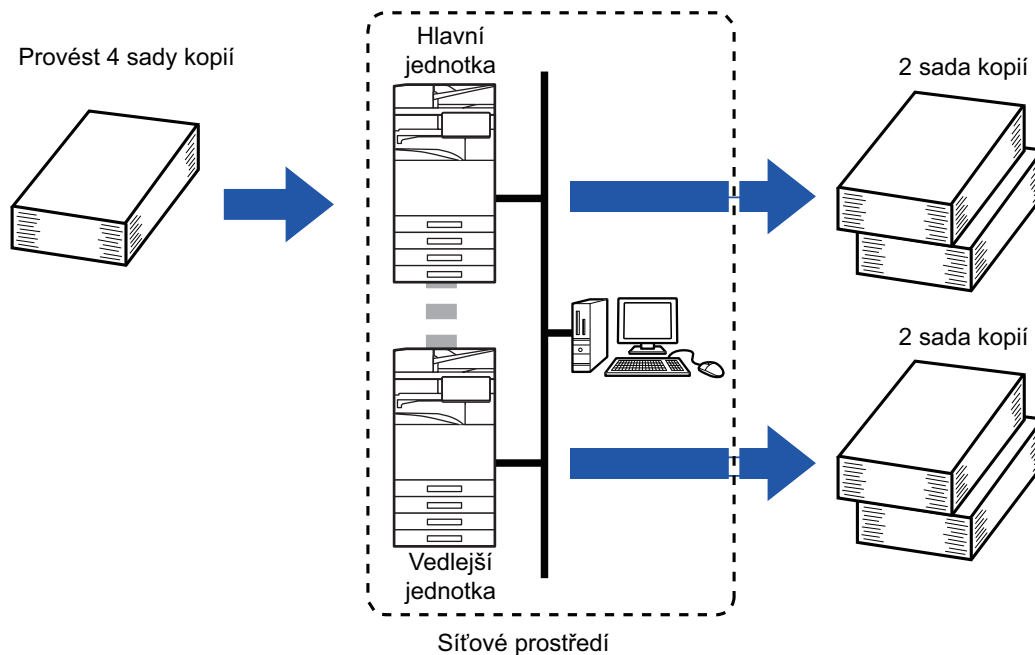 Provést 4 sady kopií
Hlavní
jednotka
2 sada kopií
2 sada kopií
Vedlejší
jednotka
Síťové prostředí